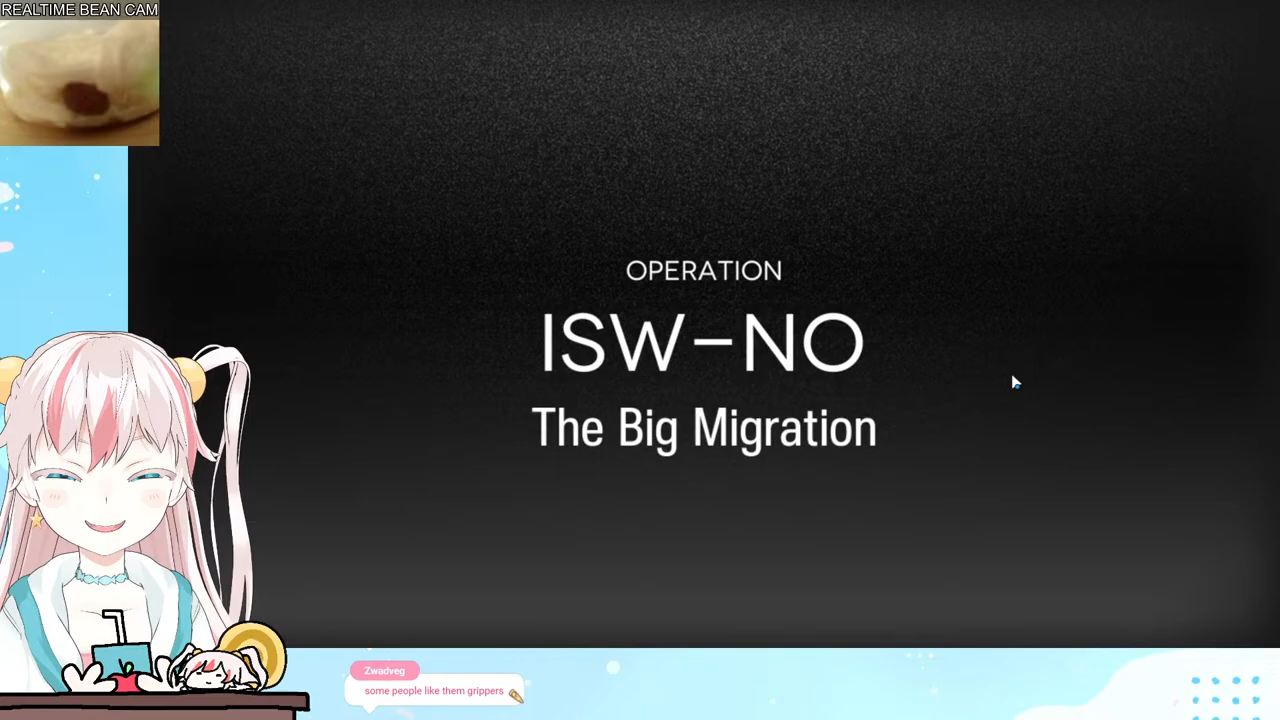 REALTIME BEAN CAM
OPERATION
ISW-NO
The Big Migration
Zwadveg
some people like them grippers